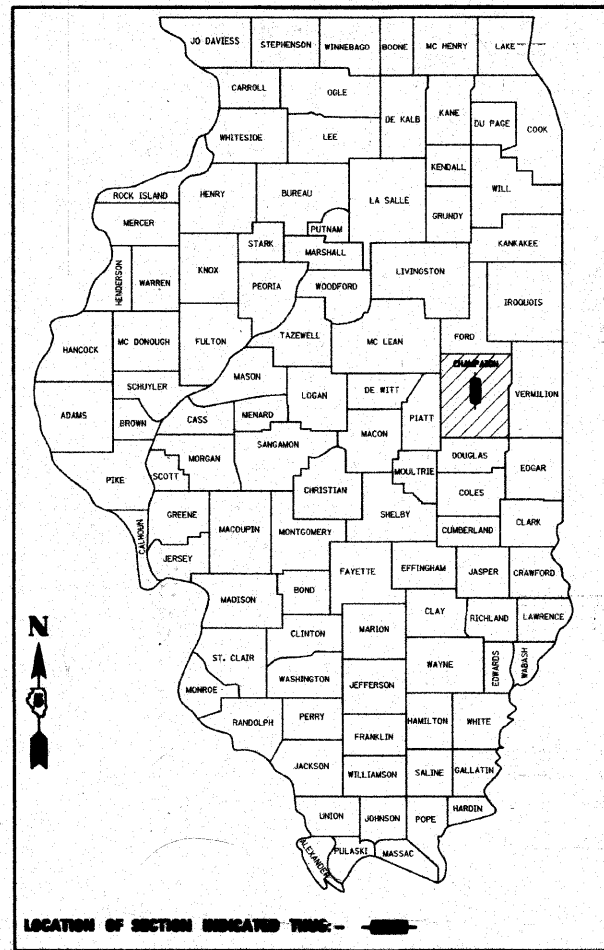 JO DAVIESS
STEPHENSON
WINNEBAGO
BOONE
MC HENRY
LAKE
CARROLL
OGLE
DE KALB
KANE
DU PAGE
COOK
WHITESIDE
LEE
KENDALL
WILL
ROCK ISLAND
HENRY
BUREAU
LA SALLE
GRUNDY
MERCER
PUTNAM
STARK
MARSHALL
KANKAKEE
HENDERSON
WARREN
KNOX
PEORIA
WOODFORD
LIVINGSTON
IROQUOIS
HANCOCK
MC DONOUGH
FULTON
TAZEWELL
MC LEAN
FORD
SCHUYLER
MASON
LOGAN
DE WITT
CHAMPAIGN
VERMILION
ADAMS
BROWN
CASS
MENARD
PIATT
MACON
PIKE
SCOTT
MORGAN
SANGAMON
CHRISTIAN
MOULTRIE
DOUGLAS
EDGAR
COLES
SHELBY
CALHOUN
GREENE
MACOUPIN
MONTGOMERY
CUMBERLAND
CLARK
JERSEY
FAYETTE
EFFINGHAM
JASPER
CRAWFORD
MADISON
BOND
CLAY
RICHLAND
LAWRENCE
CLINTON
MARION
N
ST. CLAIR
WAYNE
EDWARDS
WABASH
MONROE
WASHINGTON
JEFFERSON
RANDOLPH
PERRY
HAMILTON
WHITE
FRANKLIN
JACKSON
WILLIAMSON
SALINE
GALLATIN
UNION
JOHNSON
POPE
HARDIN
ALEXANDER
PULASKI
MASSAC
LOCATION OF SECTION INDICATED THUS: -